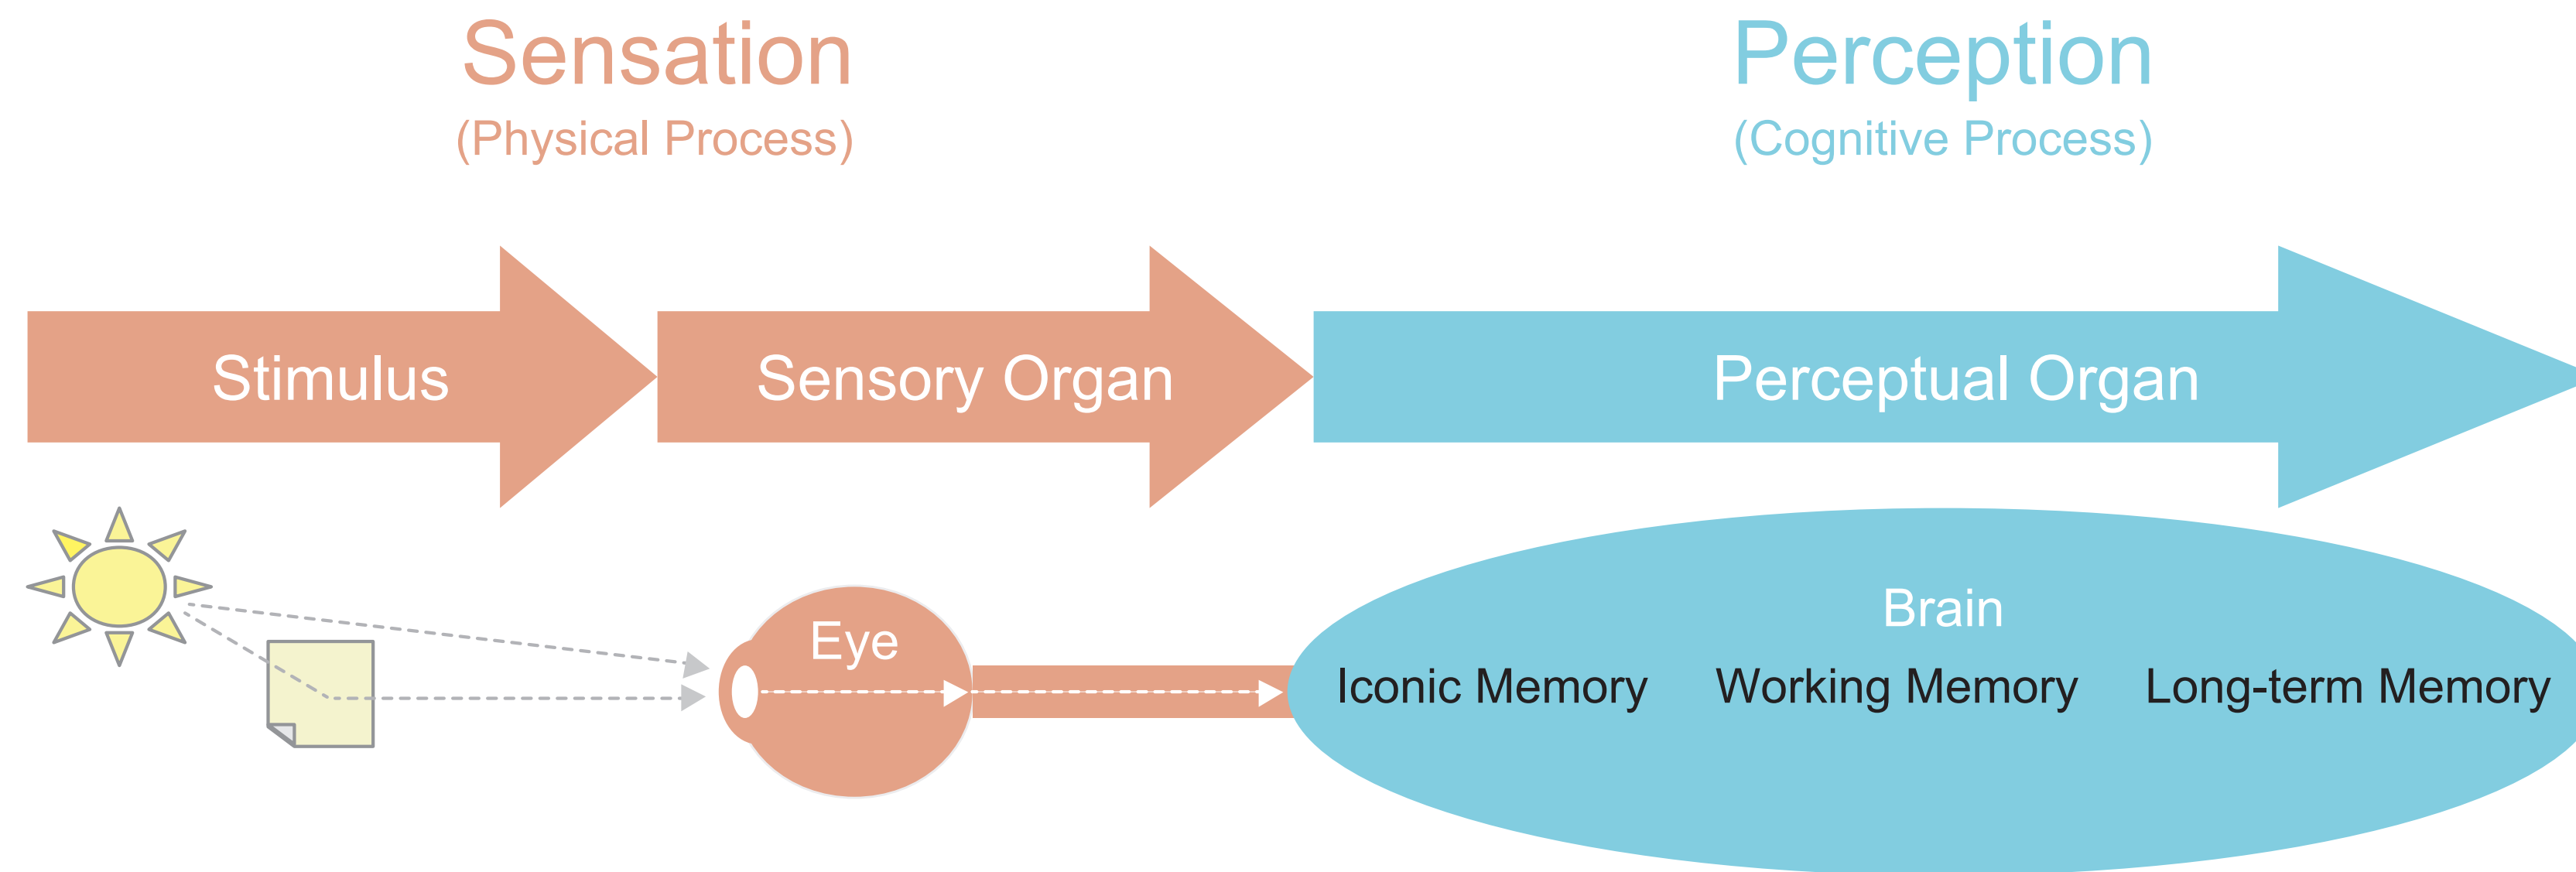 Sensation
(Physical Process)
Perception
(Cognitive Process)
Stimulus
Sensory Organ
Perceptual Organ
Eye
Brain
Iconic Memory
Working Memory
Long-term Memory